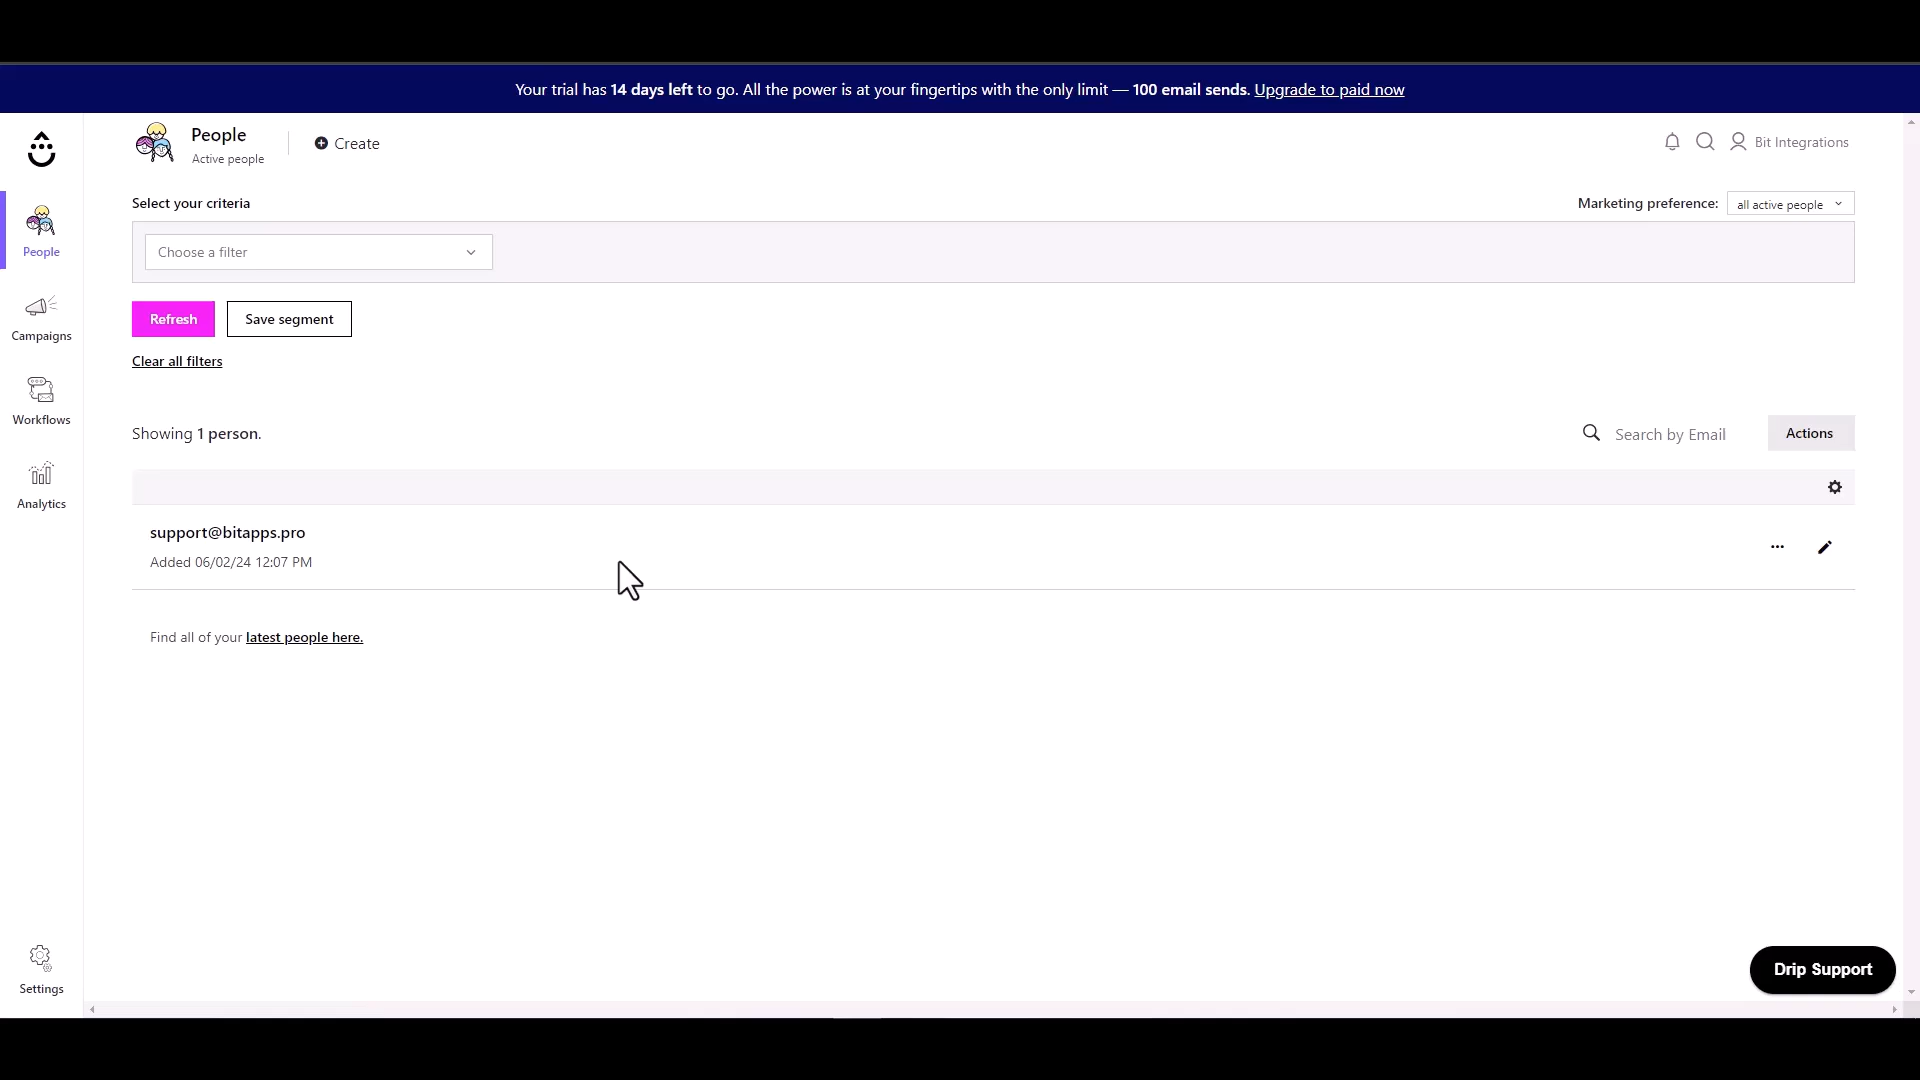 Your trial has 14 days left to go. All the power is at your fingertips with the only limit — 100 email sends. Upgrade to paid now
People
Active people
Create
Bit Integrations
Select your criteria
Marketing preference: all active people
Choose a filter
Refresh
Save segment
Clear all filters
People
Campaigns
Workflows
Analytics
Showing 1 person.
Search by Email
Actions
support@bitapps.pro
Added 06/02/24 12:07 PM
Find all of your latest people here.
Settings
Drip Support